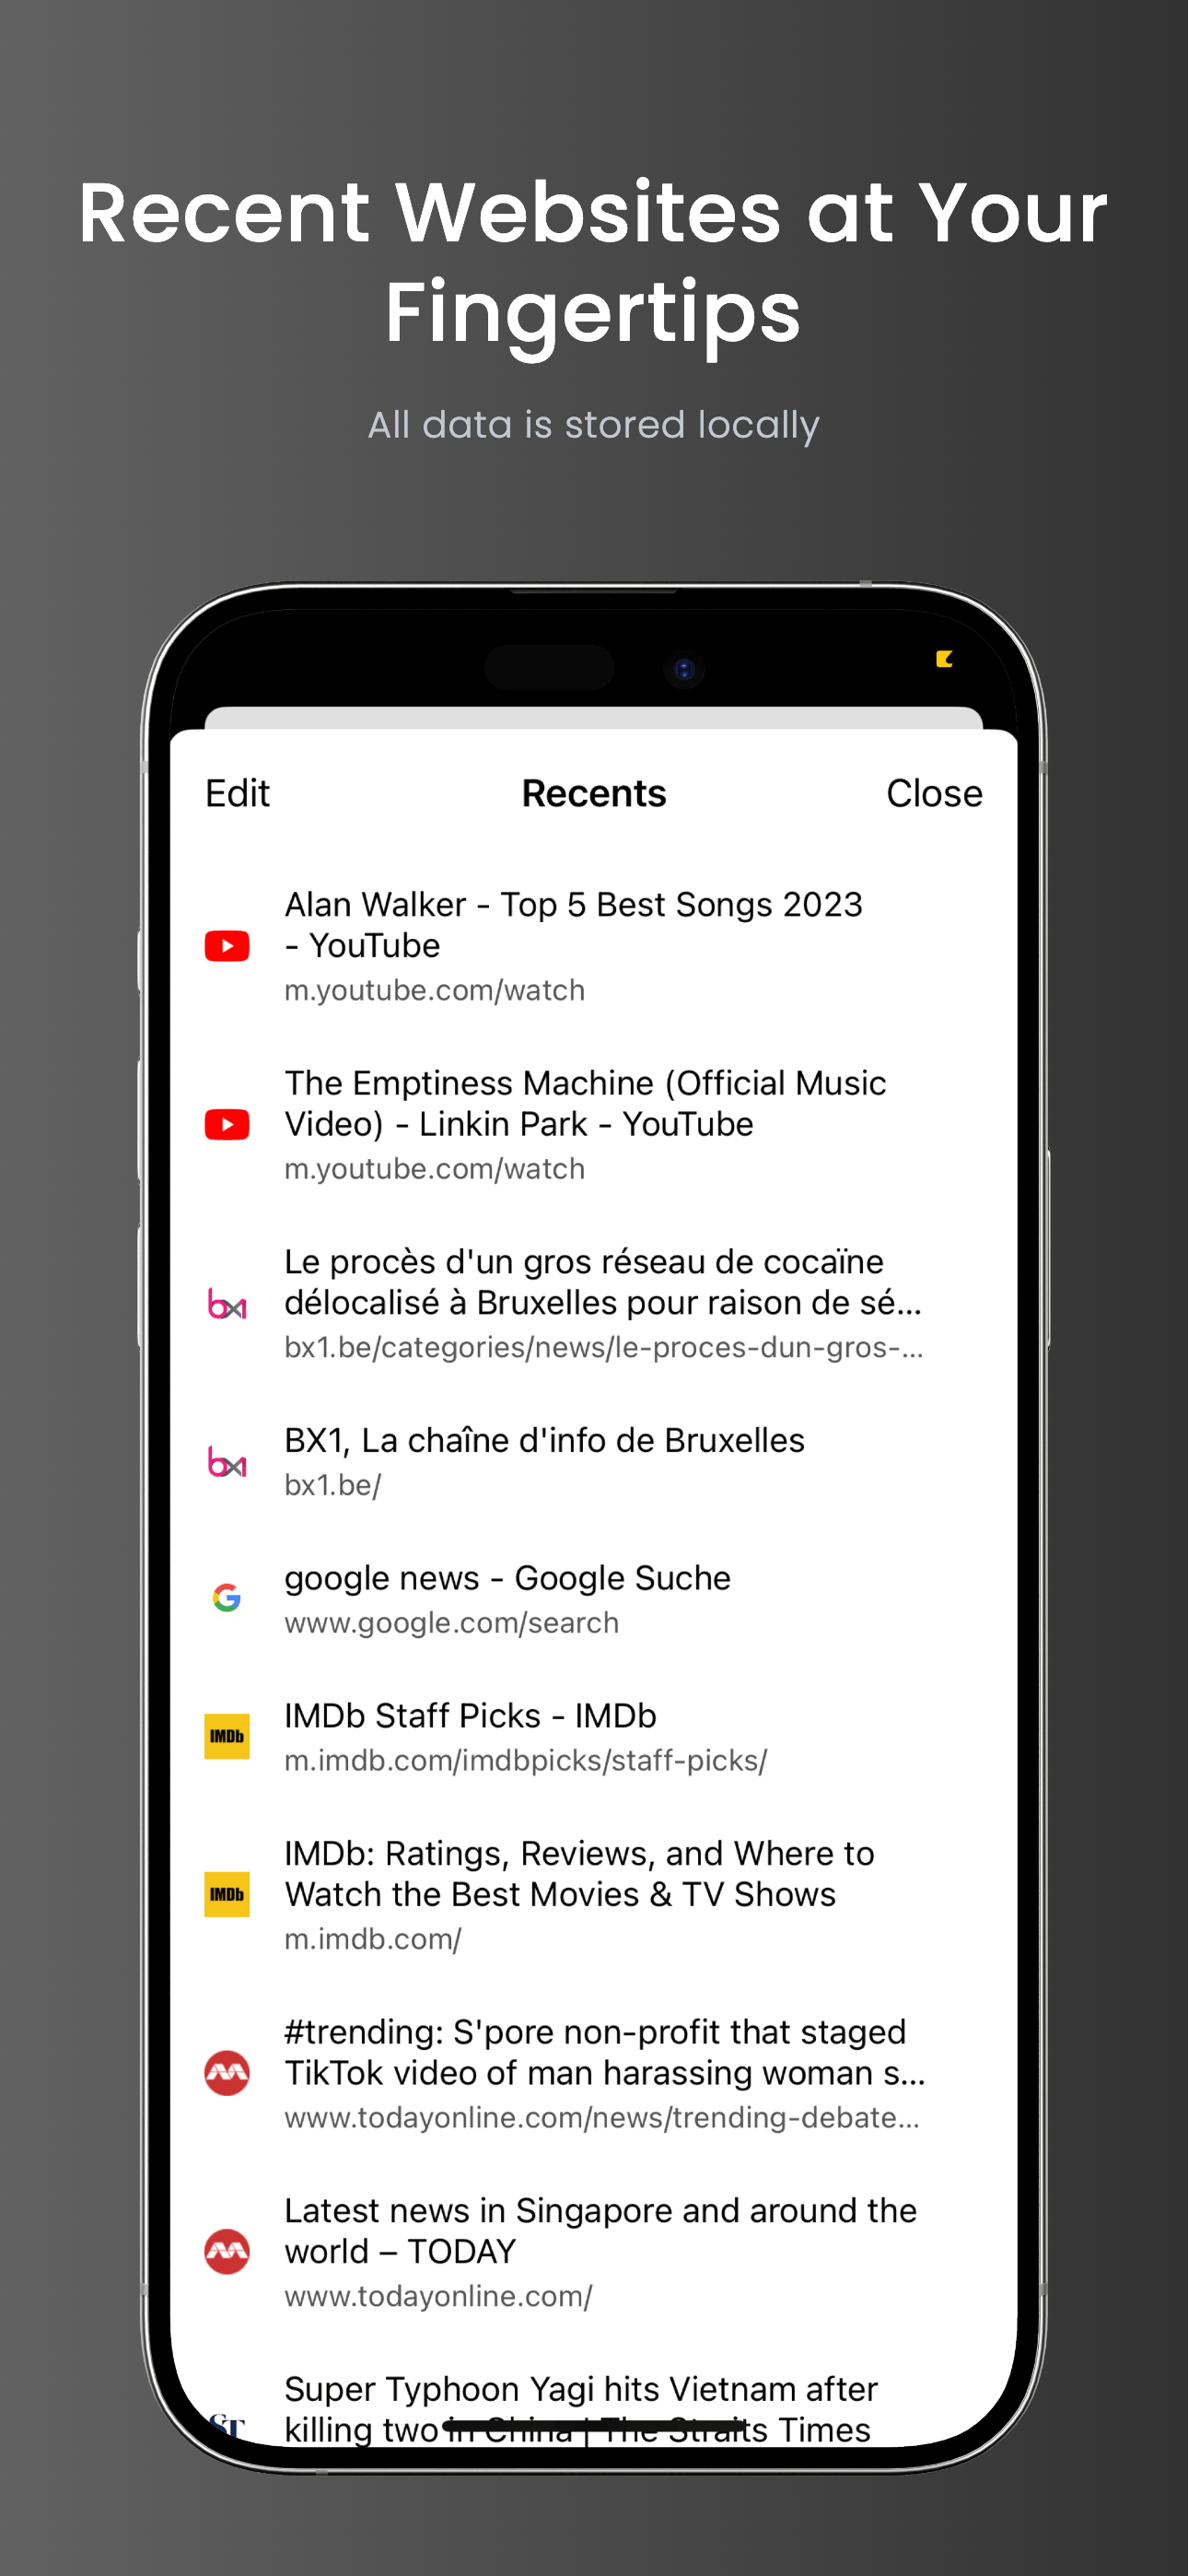 Recent Websites at Your
Fingertips
All data is stored locally
Edit
Recents
Close
Alan Walker - Top 5 Best Songs 2023
- YouTube
m.youtube.com/watch
The Emptiness Machine (Official Music
Video) - Linkin Park - YouTube
m.youtube.com/watch
bx1
Le procès d'un gros réseau de cocaïne
délocalisé à Bruxelles pour raison de sé...
bx1.be/categories/news/le-proces-dun-gros-...
bx1
BX1, La chaîne d'info de Bruxelles
bx1.be/
G
google news - Google Suche
www.google.com/search
IMDb
IMDb Staff Picks - IMDb
m.imdb.com/imdbpicks/staff-picks/
IMDb
IMDb: Ratings, Reviews, and Where to
Watch the Best Movies & TV Shows
m.imdb.com/
#trending: S'pore non-profit that staged
TikTok video of man harassing woman s...
www.todayonline.com/news/trending-debate...
Latest news in Singapore and around the
world – TODAY
www.todayonline.com/
ST
Super Typhoon Yagi hits Vietnam after
killing two in China | The Straits Times